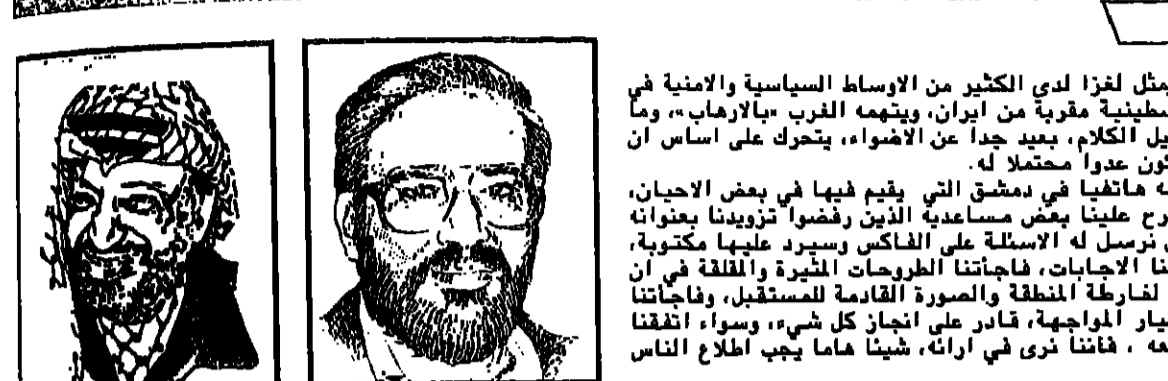 يمثل لغزا لدى الكثير من الاوساط السياسية والامنية في
سطينية مقربة من ايران، ويتهمه الغرب «بالارهاب»، وما
يل الكلام، بعيد جدا عن الاضواء، يتحرك على اساس ان
ون عدوا محتملا له.
ه هاتفيا في دمشق التي يقيم فيها في بعض الاحيان،
رح علينا بعض مساعديه الذين رفضوا تزويدنا بعنوانه
نرسل له الاسئلة على الفاكس وسيرد عليها مكتوبة،
نا الاجابات، فاجأتنا الطروحات المثيرة والمقلقة في ان
لخارطة المنطقة والصورة القادمة للمستقبل، وفاجأتنا
يار المواجهة، قادر على انجاز كل شيء، وسواء اتفقنا
عه ، فاننا نرى في ارائه، شيئا هاما يجب اطلاع الناس